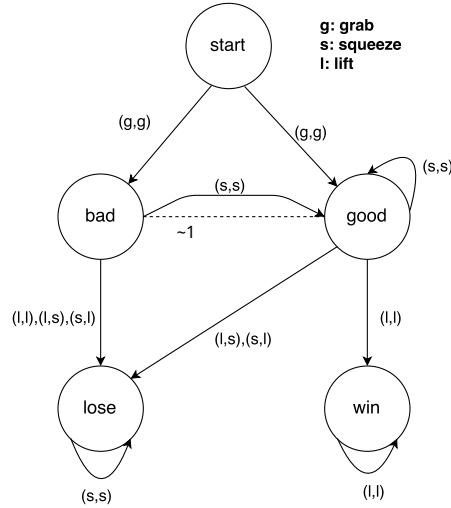 start
g: grab
s: squeeze
l: lift
(g,g)
(g,g)
(s,s)
(s,s)
bad
good
~1
(l,l),(l,s),(s,l)
(l,s),(s,l)
(l,l)
lose
win
(s,s)
(l,l)